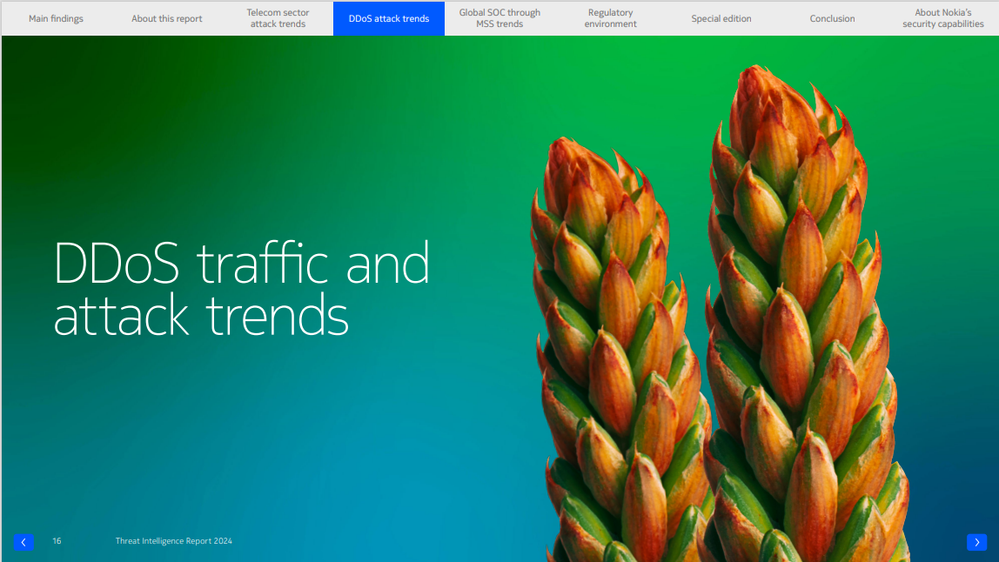 Main findings
About this report
Telecom sector
attack trends
DDoS attack trends
Global SOC through
MSS trends
Regulatory
environment
Special edition
Conclusion
About Nokia's
security capabilities
DDoS traffic and
attack trends
16
Threat Intelligence Report 2024